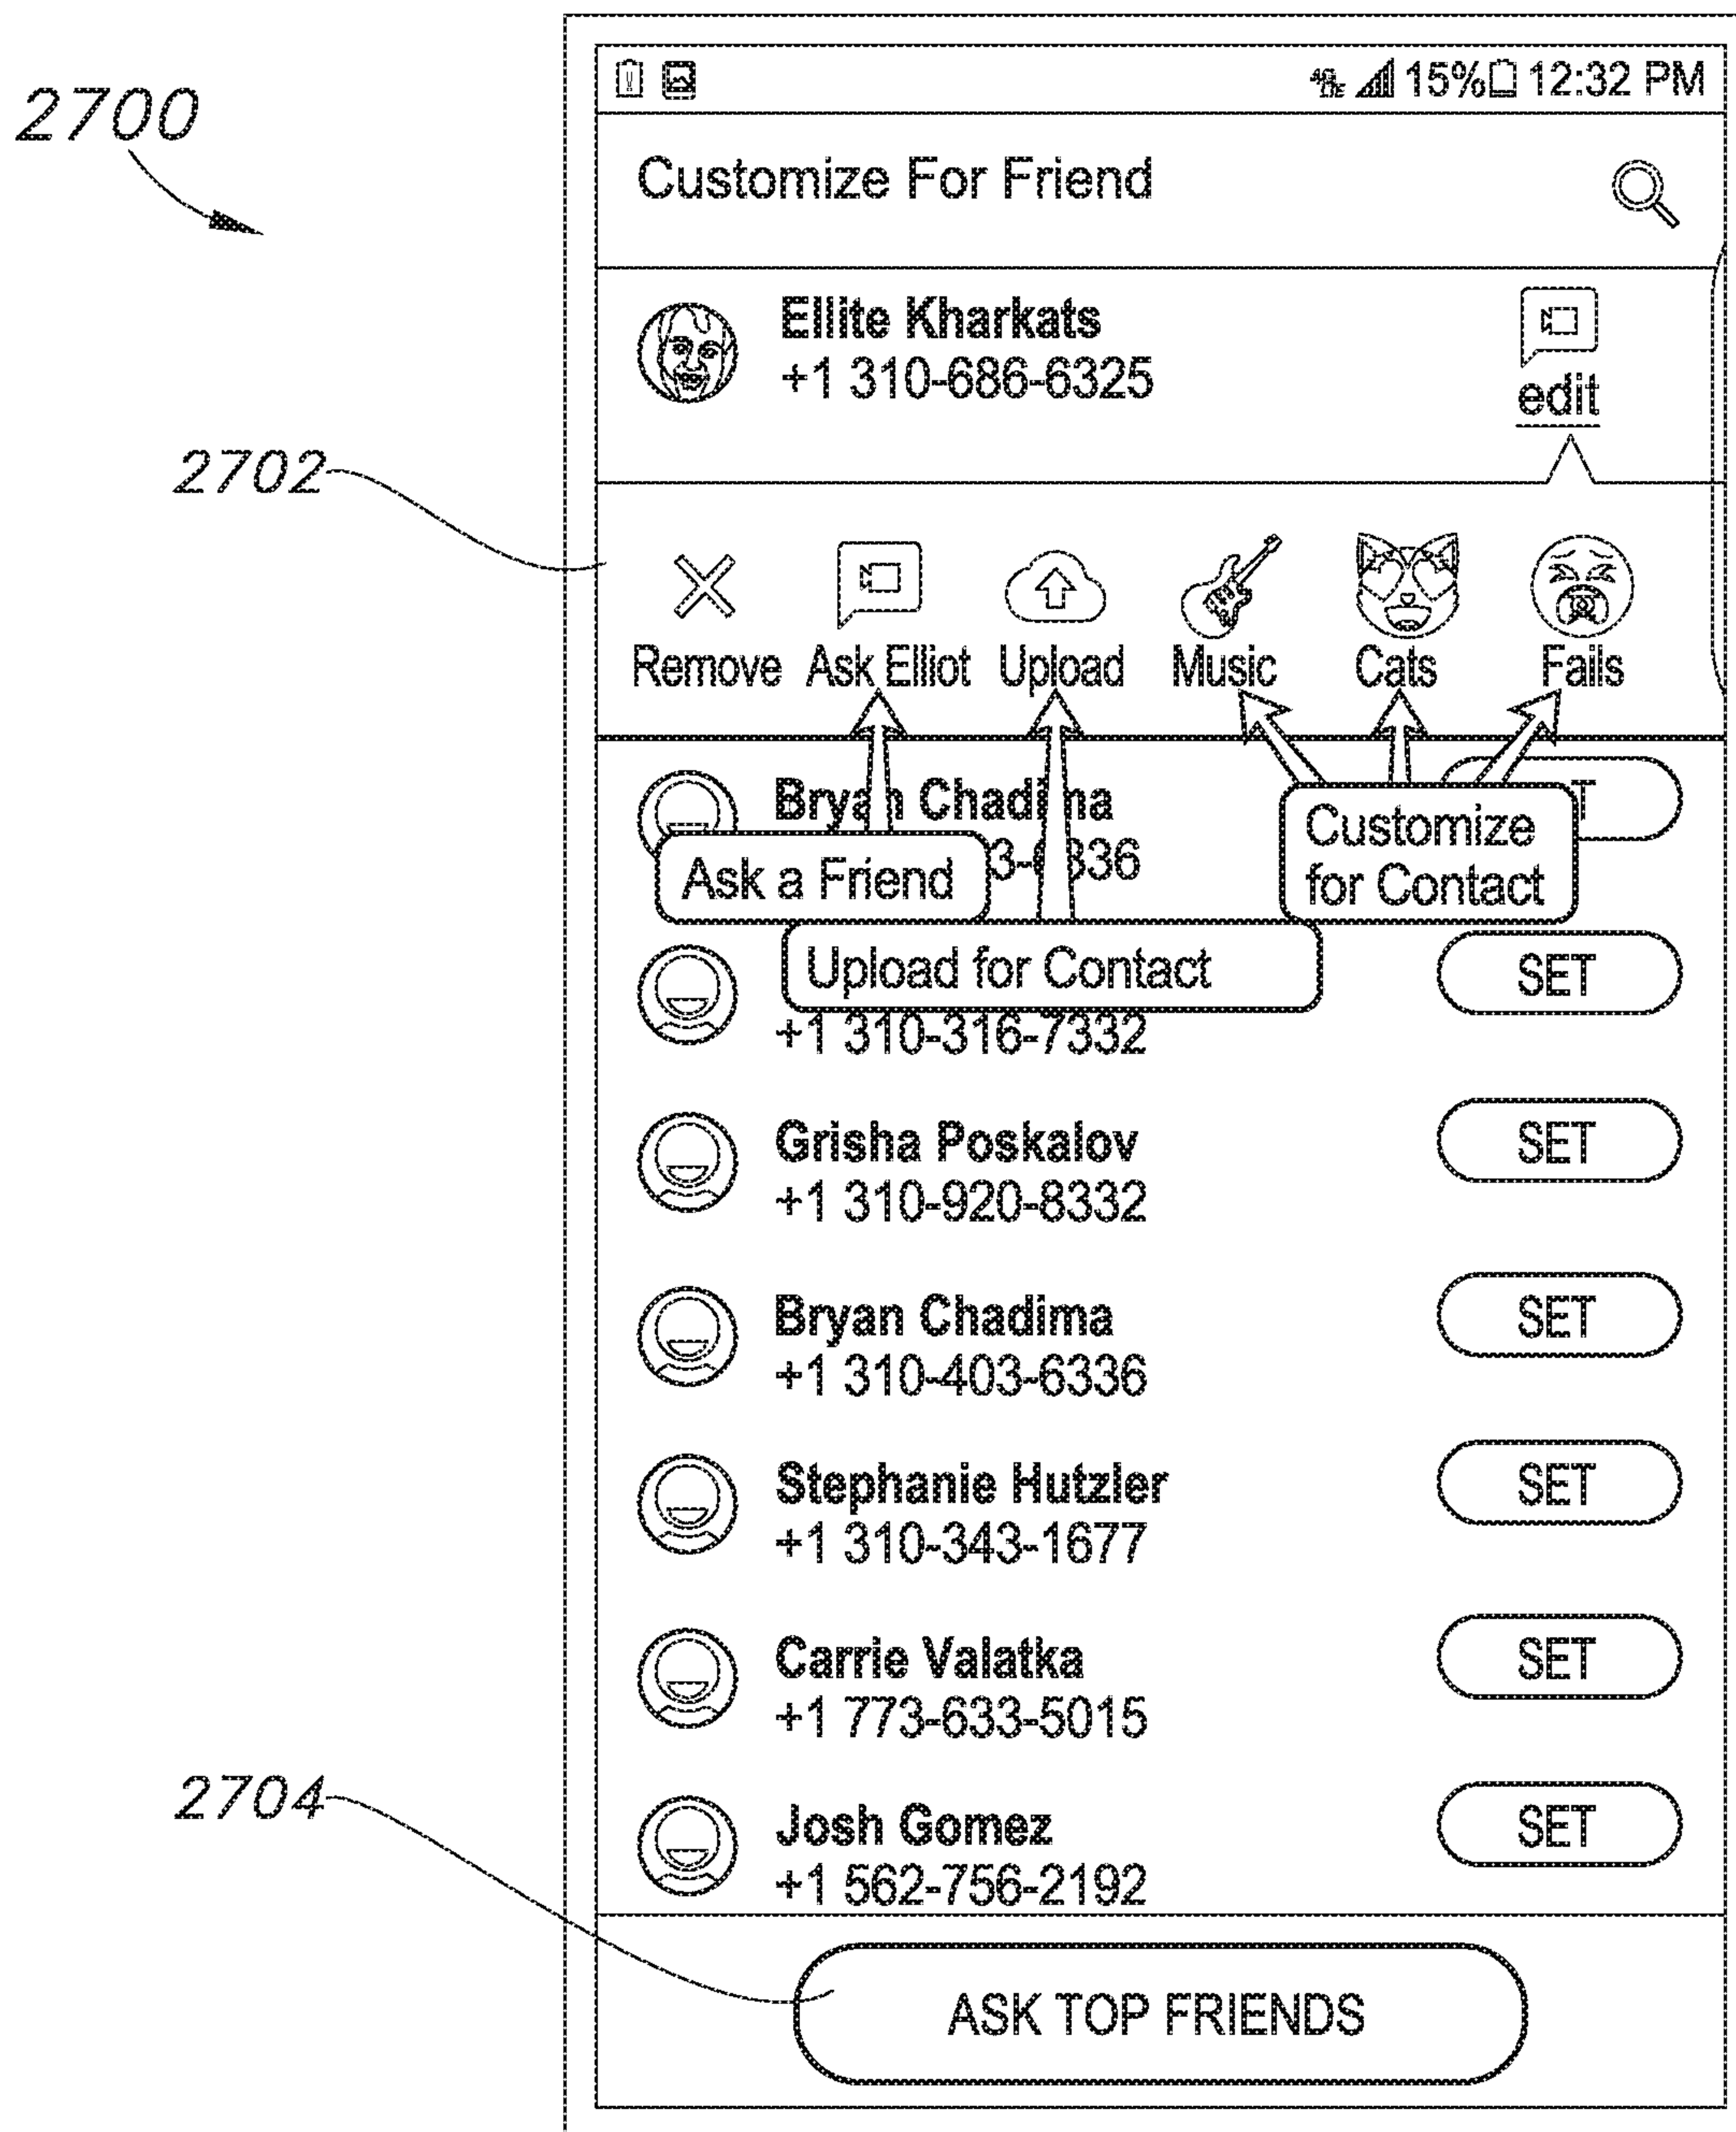 2700
15% 12:32 PM
Customize For Friend
Ellite Kharkats
+1 310-686-6325
edit
2702
Remove Ask Elliot Upload Music Cats Fails
Bryan Chadima
Customize
for Contact
Ask a Friend
Upload for Contact
SET
+1 310-316-7332
Grisha Poskalov
SET
+1 310-920-8332
Bryan Chadima
SET
+1 310-403-6336
Stephanie Hutzler
SET
+1 310-343-1677
Carrie Valatka
SET
+1 773-633-5015
2704
Josh Gomez
SET
+1 562-756-2192
ASK TOP FRIENDS